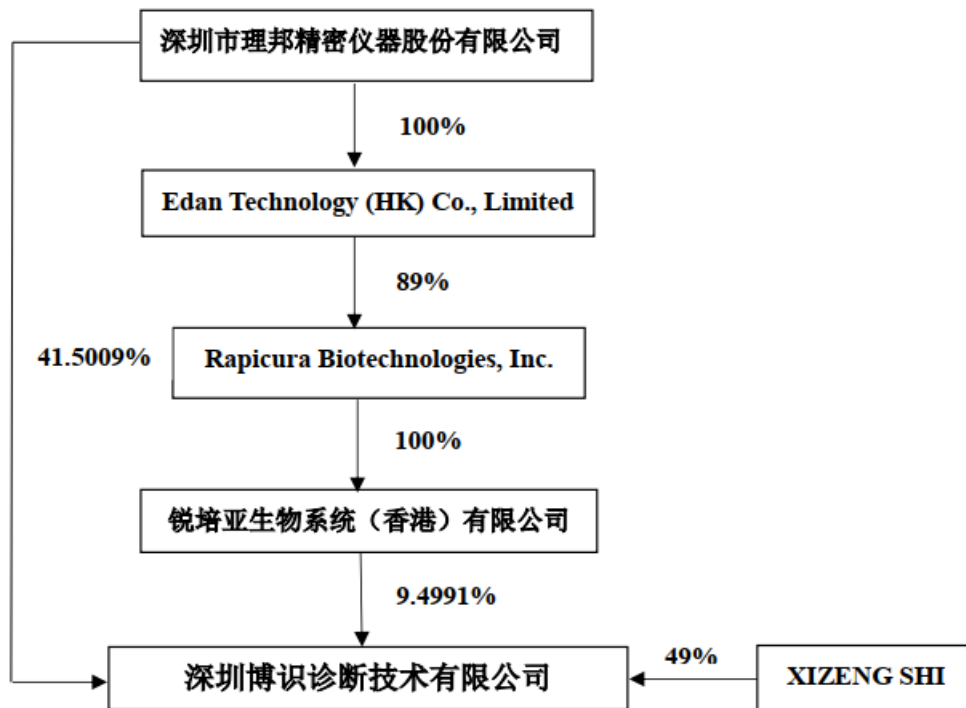 深圳市理邦精密仪器股份有限公司
100%
Edan Technology (HK) Co., Limited
89%
41.5009%
Rapicura Biotechnologies, Inc.
100%
锐培亚生物系统（香港）有限公司
9.4991%
深圳博识诊断技术有限公司
49%
XIZENG SHI